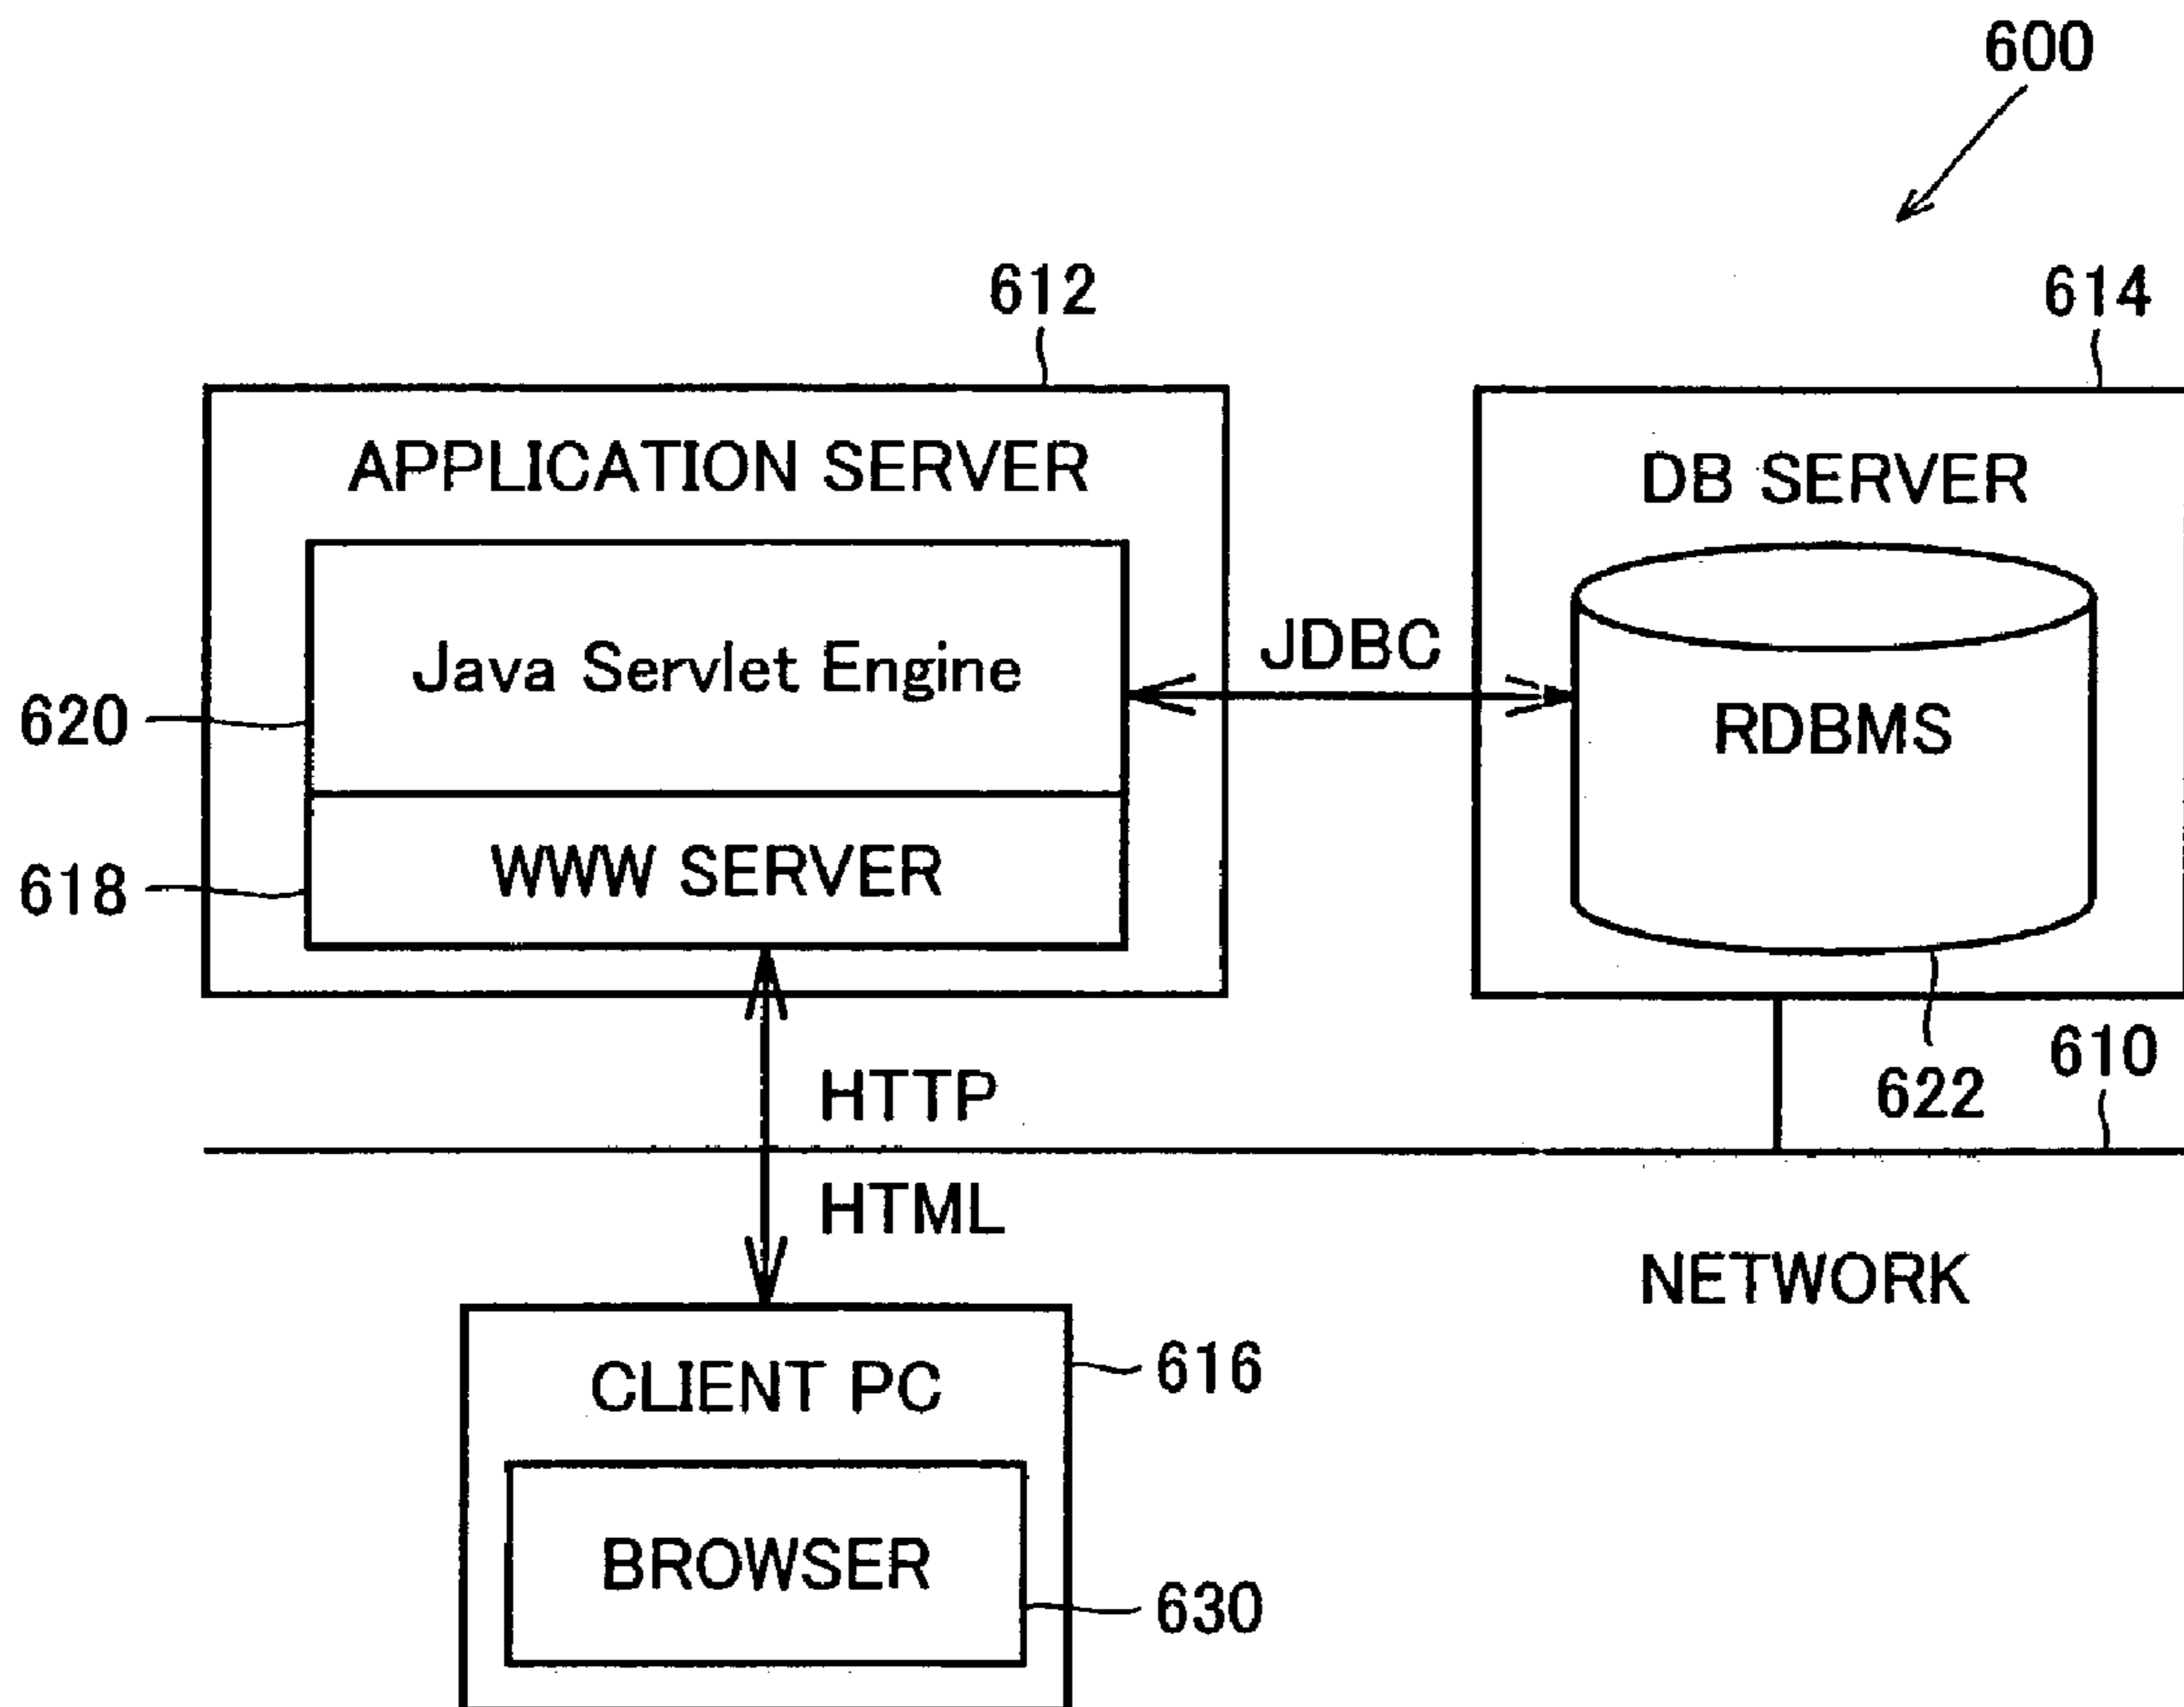 600
612
614
APPLICATION SERVER
DB SERVER
Java Servlet Engine
JDBC
RDBMS
620
WWW SERVER
618
HTTP
622
610
HTML
NETWORK
CLIENT PC
616
BROWSER
630